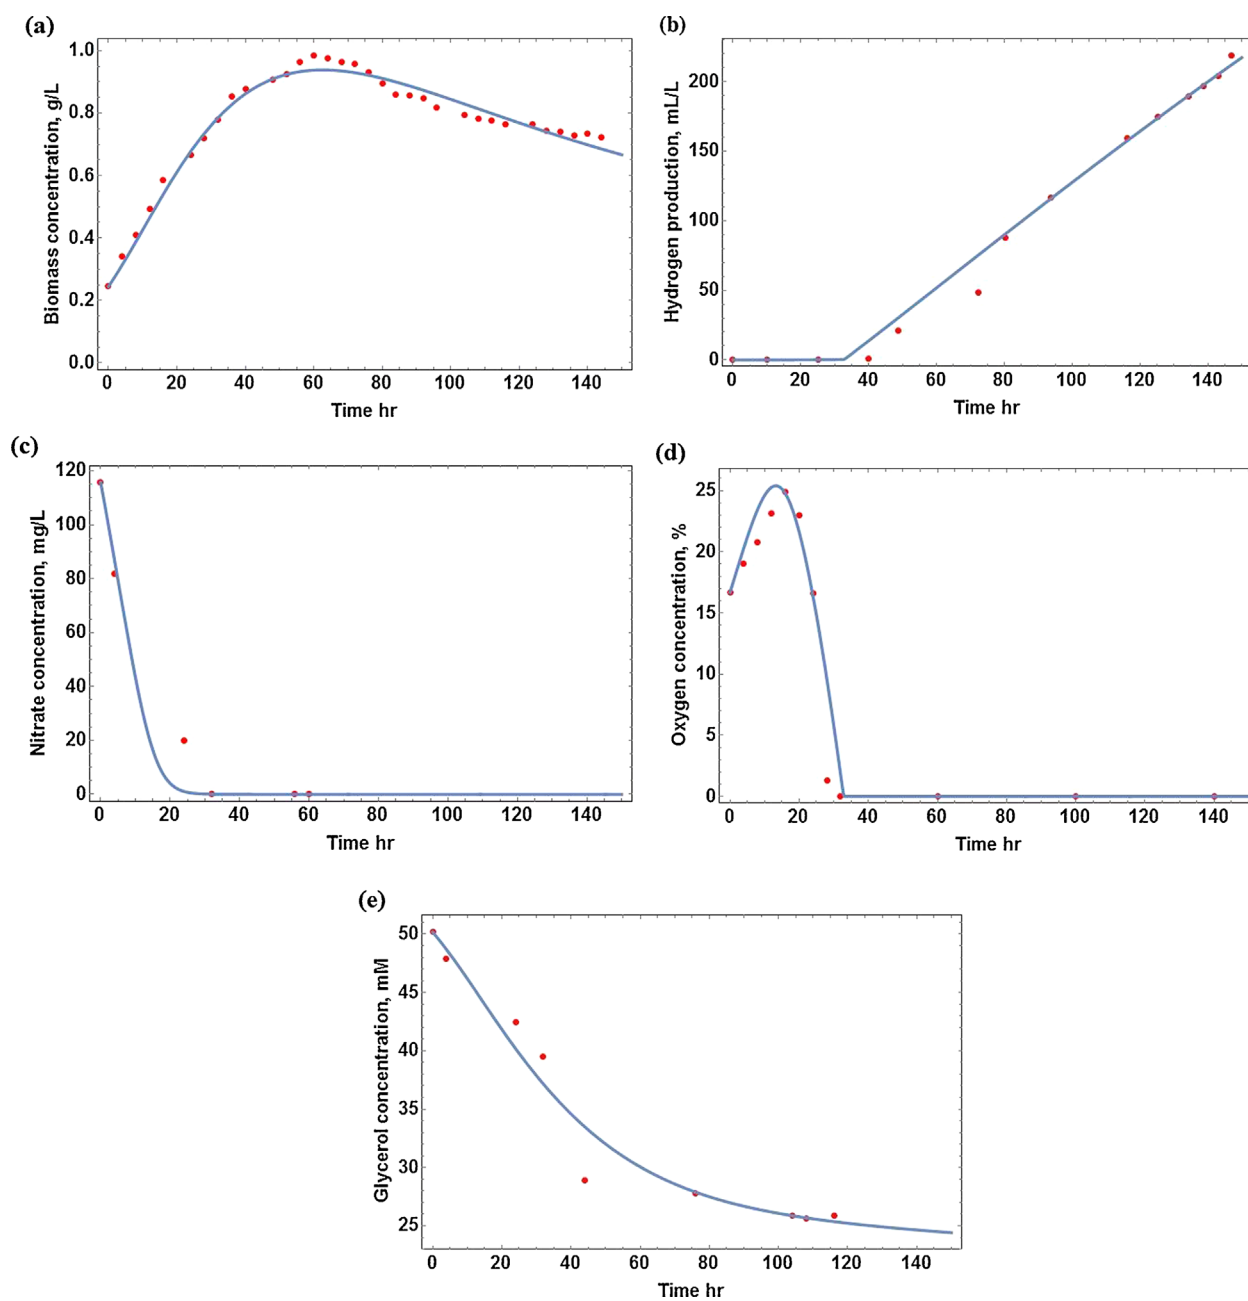 (a)
1.0
0.8
0.6
0.4
0.2
0.0
Biomass concentration, g/L
0 20 40 60 80 100 120 140
Time hr
(b)
200
150
100
50
0
Hydrogen production, mL/L
0 20 40 60 80 100 120 140
Time hr
(c)
120
100
80
60
40
20
0
Nitrate concentration, mg/L
0 20 40 60 80 100 120 140
Time hr
(d)
25
20
15
10
5
0
Oxygen concentration, %
0 20 40 60 80 100 120 140
Time hr
(e)
50
45
40
35
30
25
Glycerol concentration, mM
0 20 40 60 80 100 120 140
Time hr